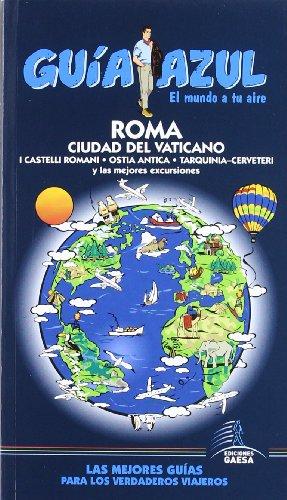 GUÍA AZUL
El mundo a tu aire
ROMA
CIUDAD DEL VATICANO
I CASTELLI ROMANI • OSTIA ANTICA • TARQUINIA-CERVETERI
y las mejores excursiones
EDICIONES
GAESA
LAS MEJORES GUÍAS
PARA LOS VERDADEROS VIAJEROS